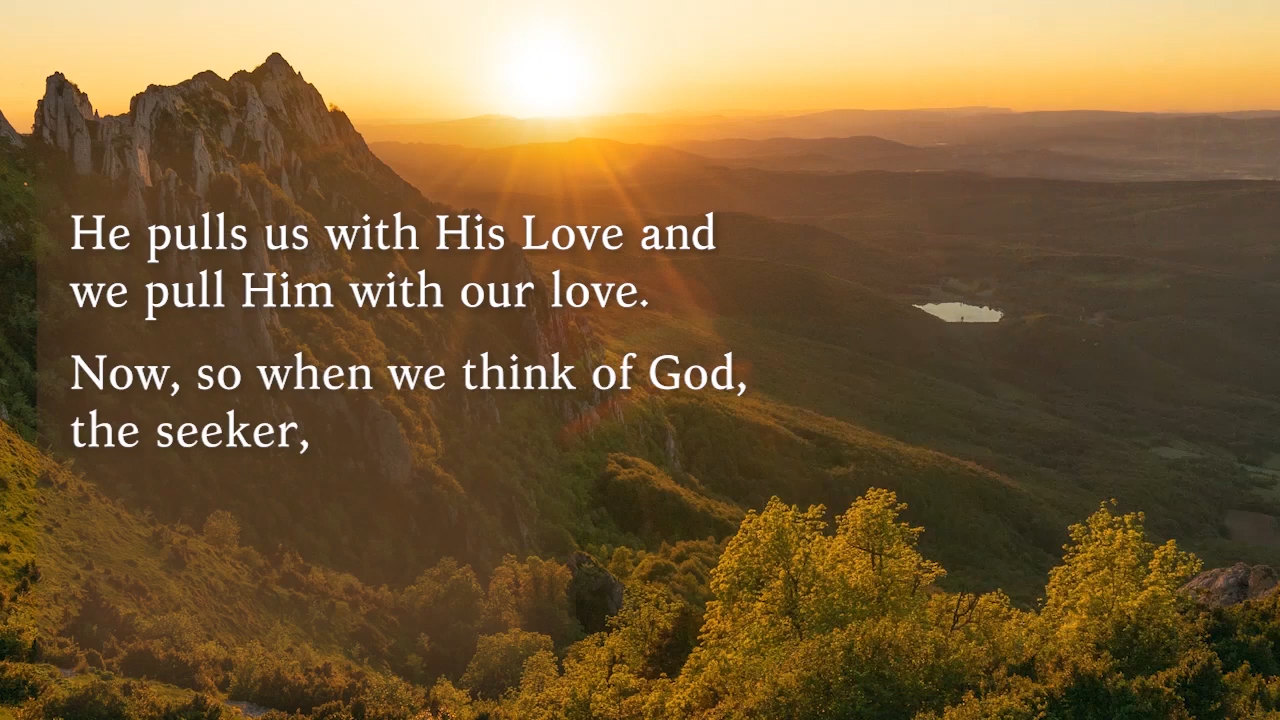 He pulls us with His Love and
we pull Him with our love.
Now, so when we think of God,
the seeker,